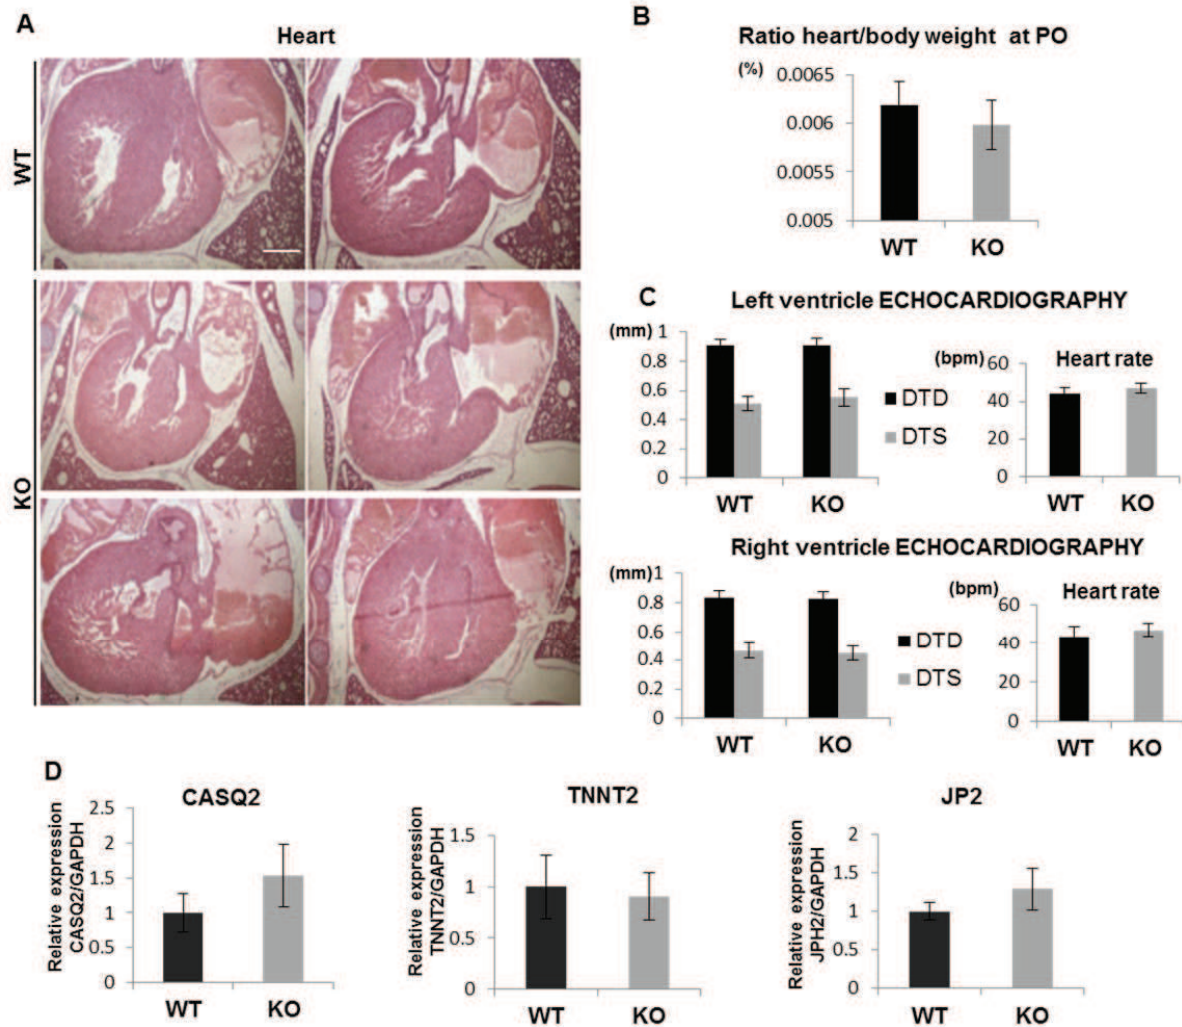 A
Heart
WT
KO
B
Ratio heart/body weight at PO
(%)
0.0065
0.006
0.0055
0.005
WT KO
C
Left ventricle ECHOCARDIOGRAPHY
(mm) 1
0.8
0.6
0.4
0.2
0
WT KO
DTD
DTS
(bpm)
Heart rate
60
40
20
0
WT KO
Right ventricle ECHOCARDIOGRAPHY
(mm) 1
0.8
0.6
0.4
0.2
0
WT KO
DTD
DTS
(bpm)
Heart rate
60
40
20
0
WT KO
D
CASQ2
Relative expression
CASQ2/GAPDH
2.5
2
1.5
1
0.5
0
WT KO
TNNT2
Relative expression
TNNT2/GAPDH
1.5
1
0.5
0
WT KO
JP2
Relative expression
JPH2/GAPDH
2
1.5
1
0.5
0
WT KO